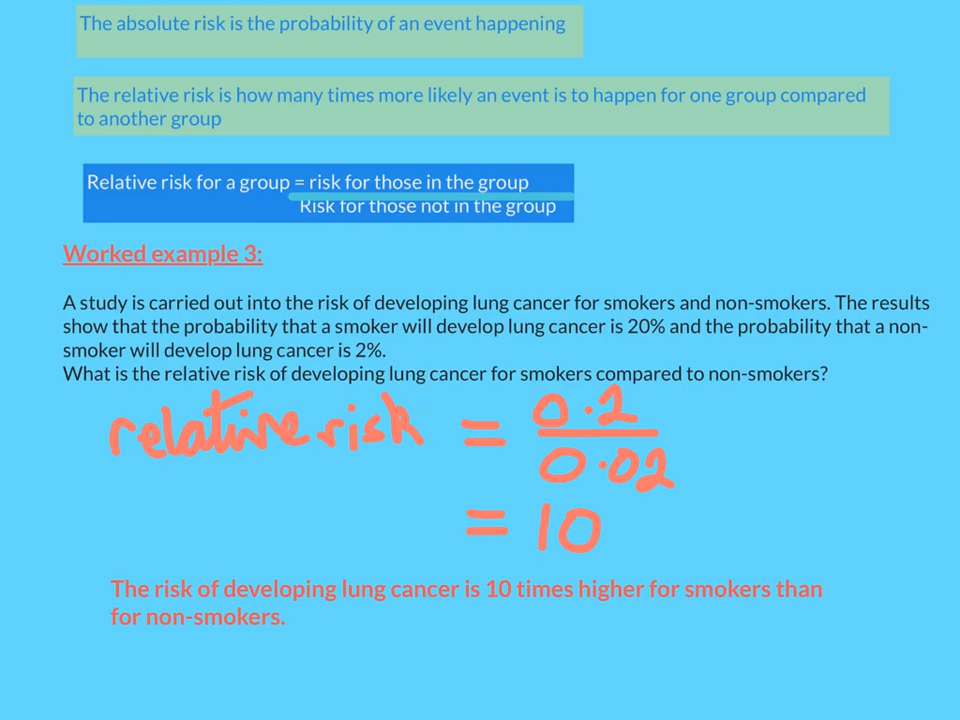 The absolute risk is the probability of an event happening
The relative risk is how many times more likely an event is to happen for one group compared
to another group
Relative risk for a group = risk for those in the group
Risk for those not in the group
Worked example 3:
A study is carried out into the risk of developing lung cancer for smokers and non-smokers. The results
show that the probability that a smoker will develop lung cancer is 20% and the probability that a non-
smoker will develop lung cancer is 2%.
What is the relative risk of developing lung cancer for smokers compared to non-smokers?
relative risk = 0.2
0.02
= 10
The risk of developing lung cancer is 10 times higher for smokers than
for non-smokers.